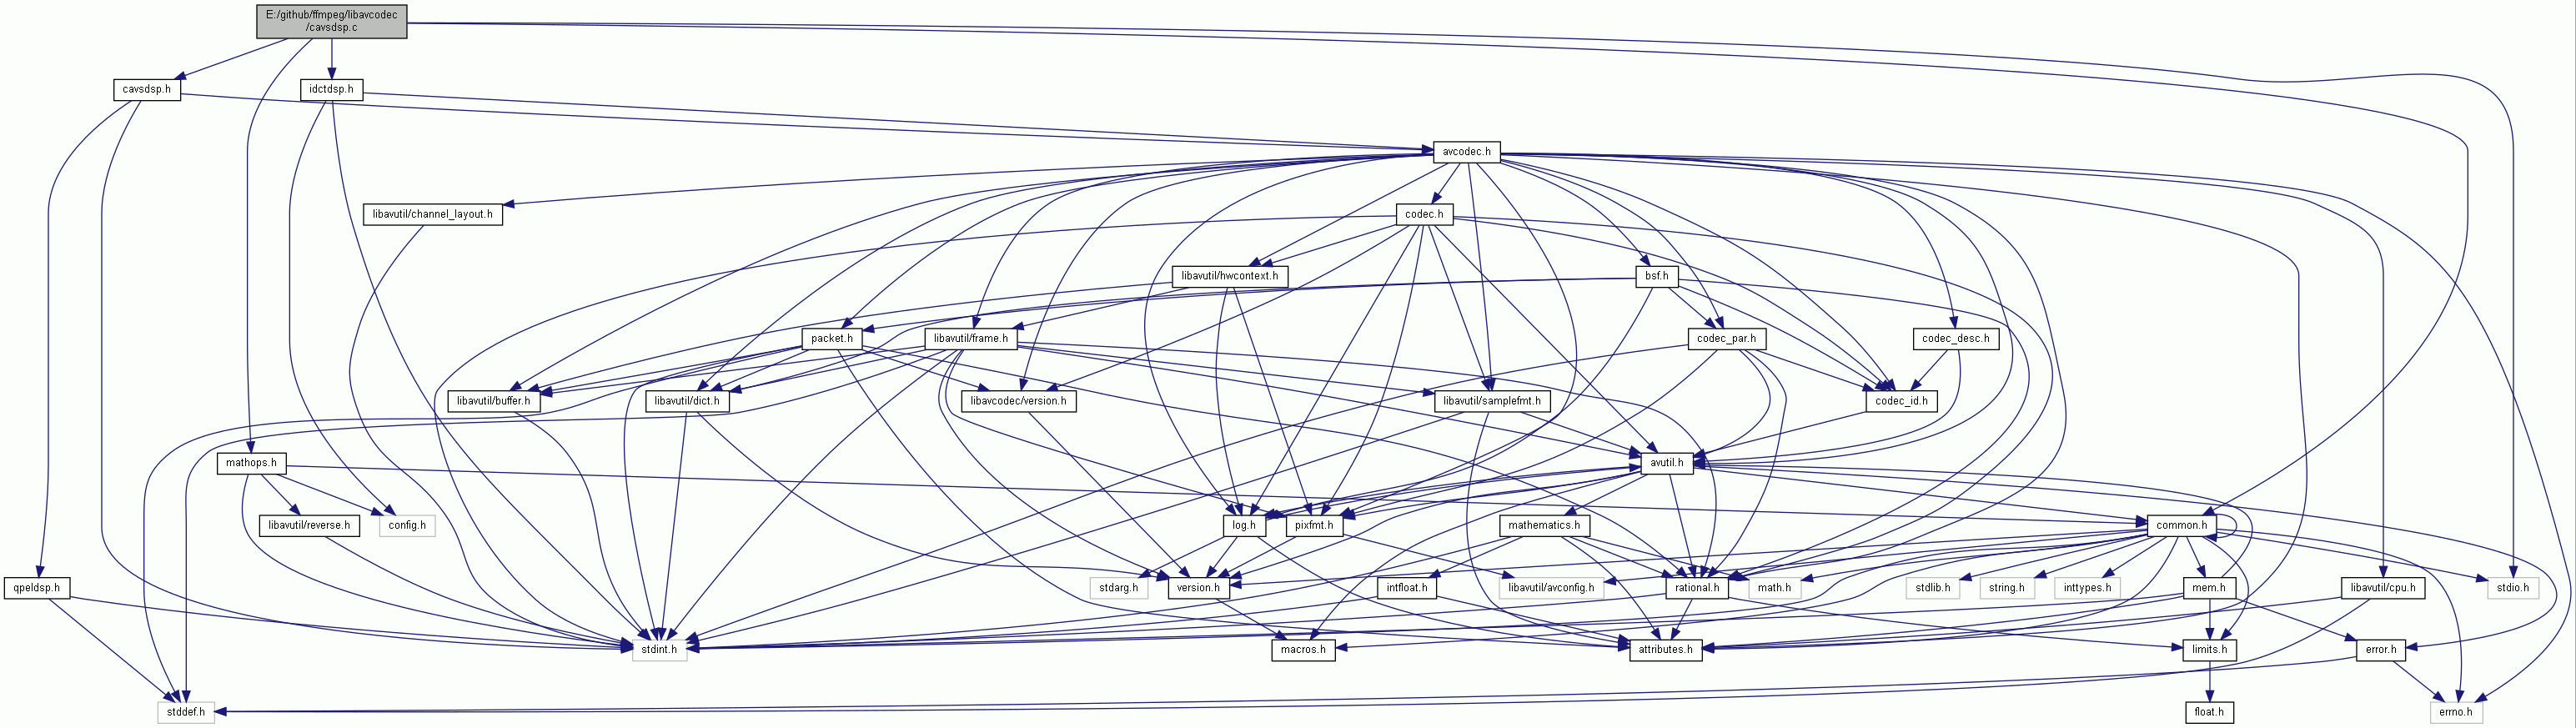 E:/github/ffmpeg/libavcodec
/cavsdsp.c
cavsdsp.h
idctdsp.h
avcodec.h
libavutil/channel_layout.h
codec.h
libavutil/hwcontext.h
bsf.h
packet.h
libavutil/frame.h
codec_par.h
codec_desc.h
libavutil/buffer.h
libavutil/dict.h
libavcodec/version.h
libavutil/samplefmt.h
codec_id.h
mathops.h
avutil.h
libavutil/reverse.h
config.h
log.h
pixfmt.h
mathematics.h
common.h
qpeldsp.h
stdarg.h
version.h
intfloat.h
libavutil/avconfig.h
rational.h
math.h
stdlib.h
string.h
inttypes.h
mem.h
libavutil/cpu.h
stdio.h
stdint.h
macros.h
attributes.h
limits.h
error.h
stddef.h
float.h
errno.h